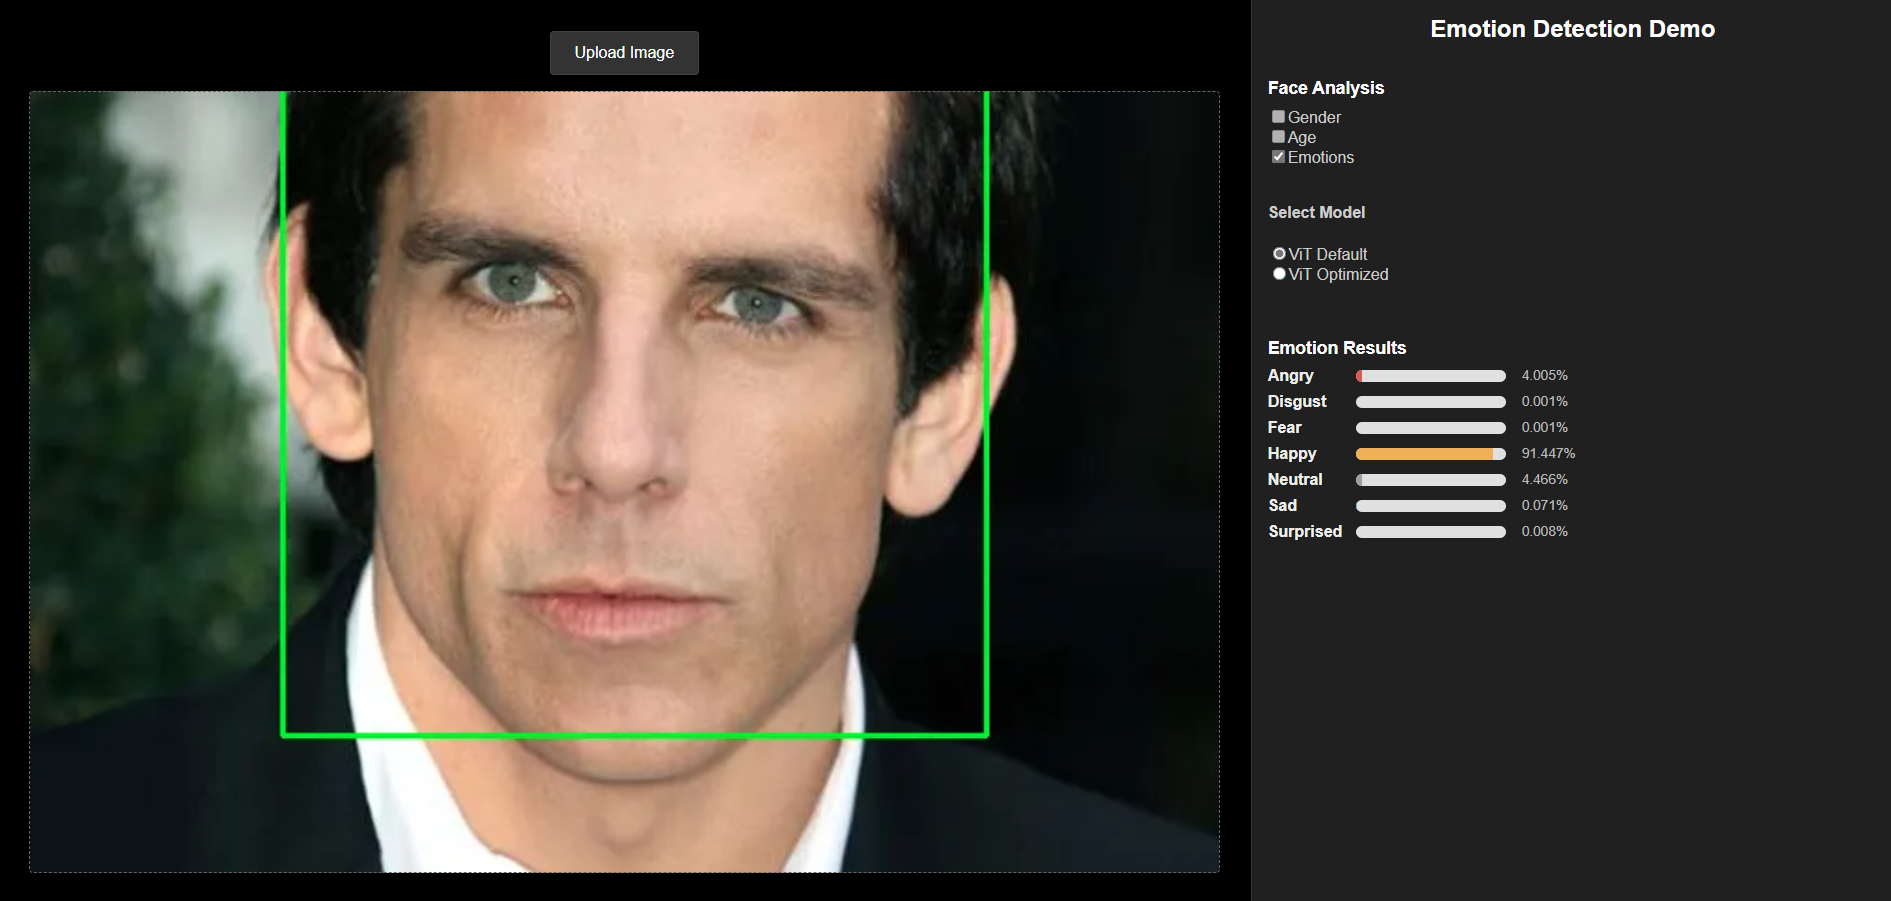 Upload Image
Emotion Detection Demo
Face Analysis
Gender
Age
Emotions
Select Model
ViT Default
ViT Optimized
Emotion Results
Angry 4.005%
Disgust 0.001%
Fear 0.001%
Happy 91.447%
Neutral 4.466%
Sad 0.071%
Surprised 0.008%